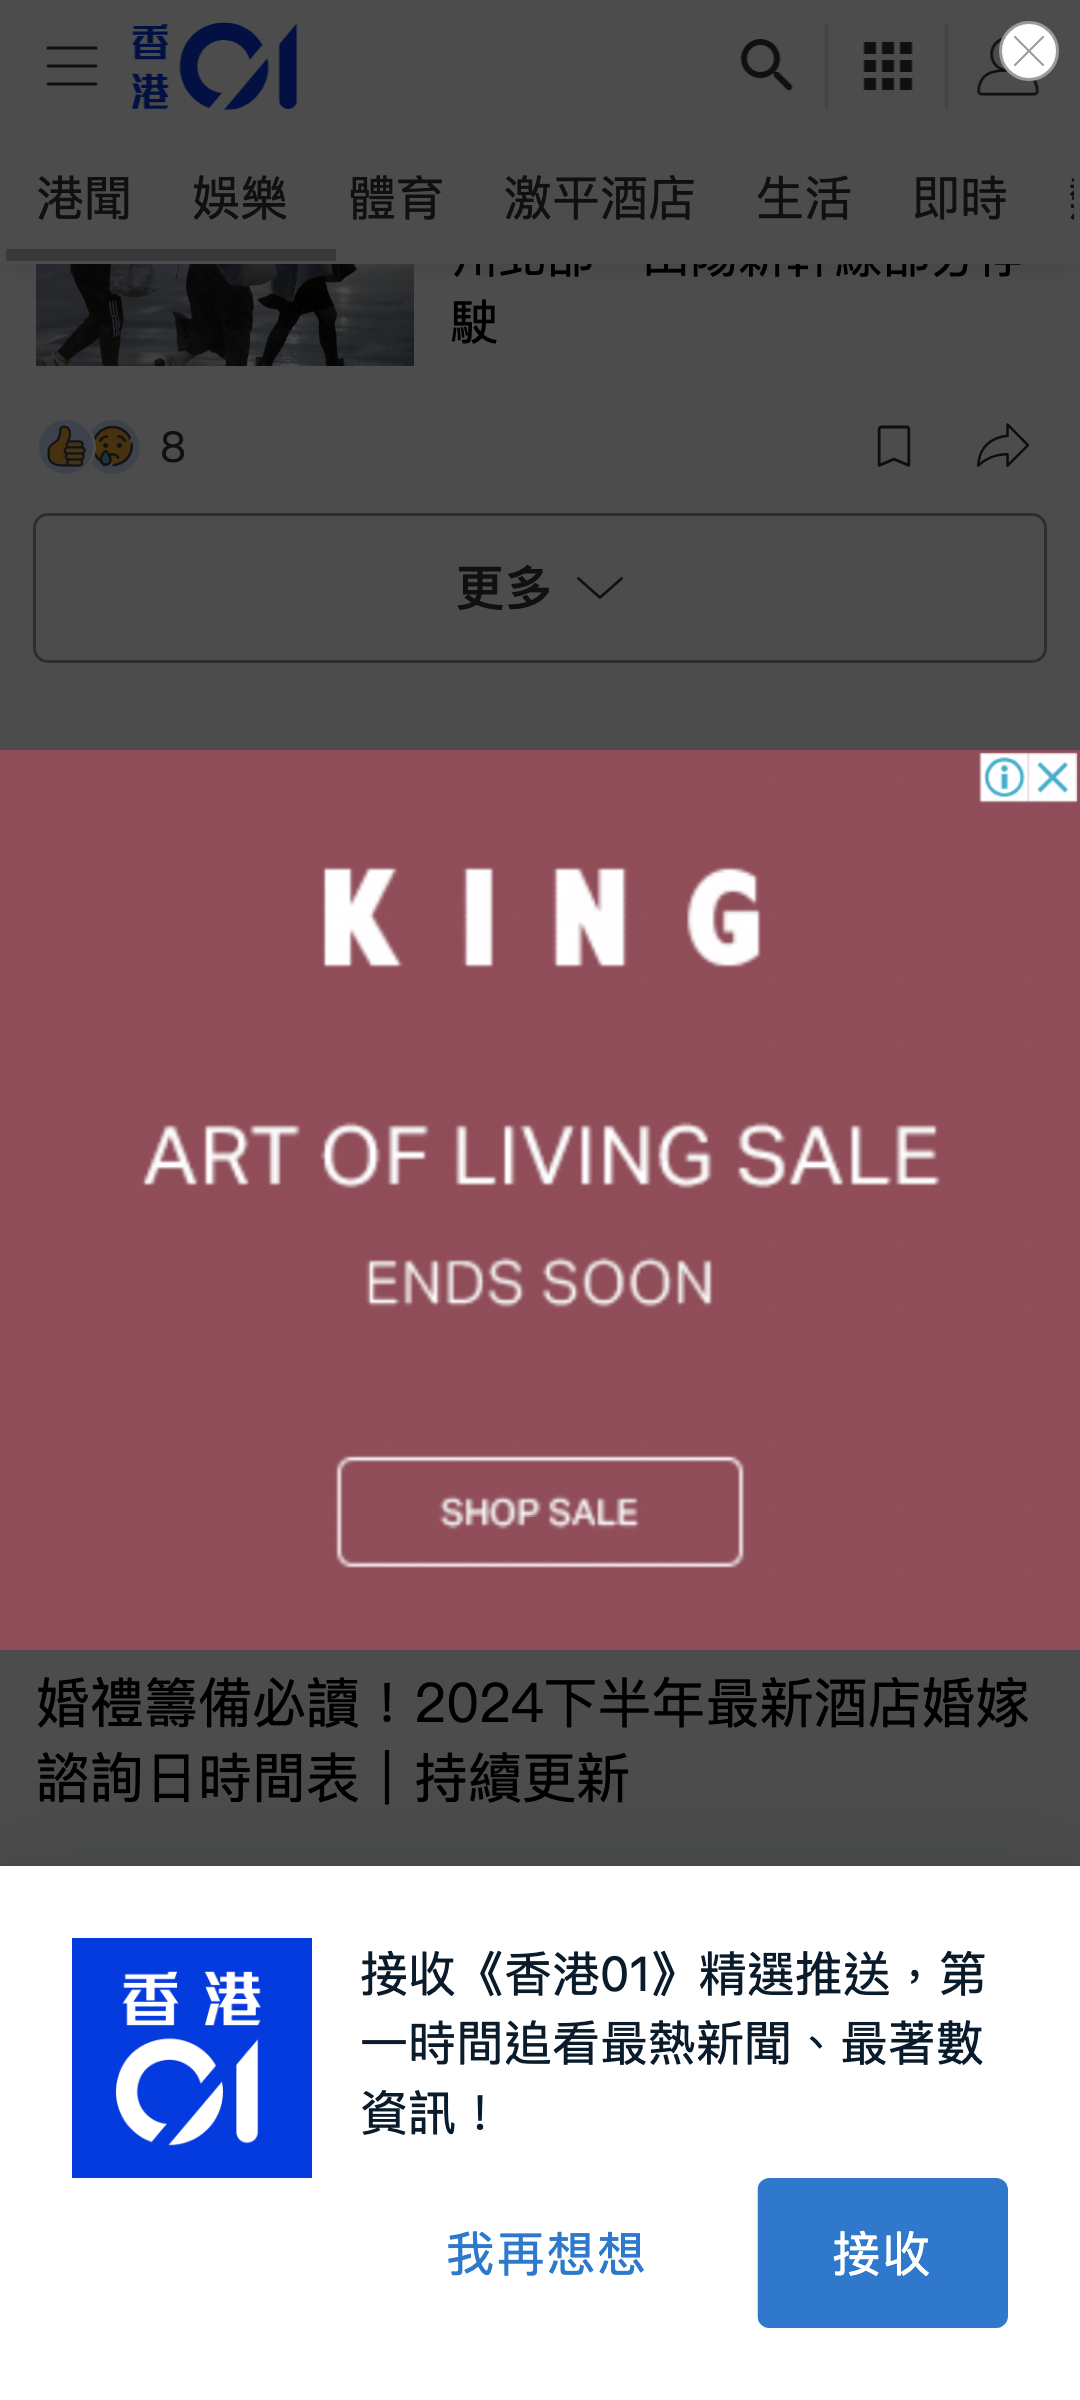 香港01
港聞 娛樂 體育 激平酒店 生活 即時
駛
8
更多
KING
ART OF LIVING SALE
ENDS SOON
SHOP SALE
婚禮籌備必讀！2024下半年最新酒店婚嫁
諮詢日時間表｜持續更新
香港
01
接收《香港01》精選推送，第
一時間追看最熱新聞、最著數
資訊！
我再想想 接收